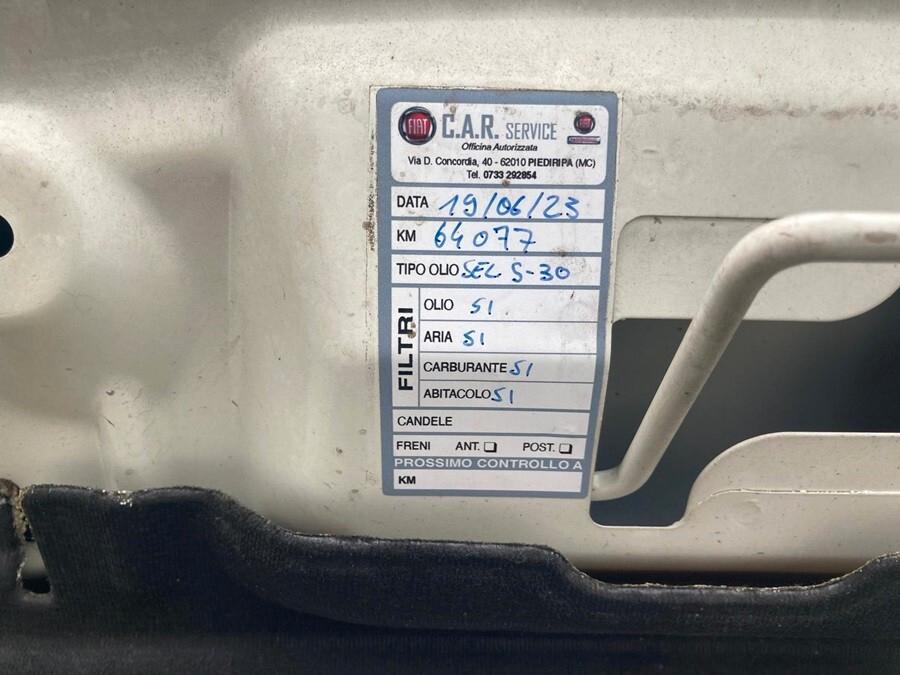 FIAT C.A.R. SERVICE FIAT
Officina Autorizzata
Via D. Concordia, 40 - 62010 PIEDIRIPA (MC)
Tel. 0733 292854
DATA 19/06/23
KM 64077
TIPO OLIO SEL 5-30
FILTRI
OLIO SI
ARIA SI
CARBURANTE SI
ABITACOLO SI
CANDELE
FRENI ANT. POST.
PROSSIMO CONTROLLO A
KM